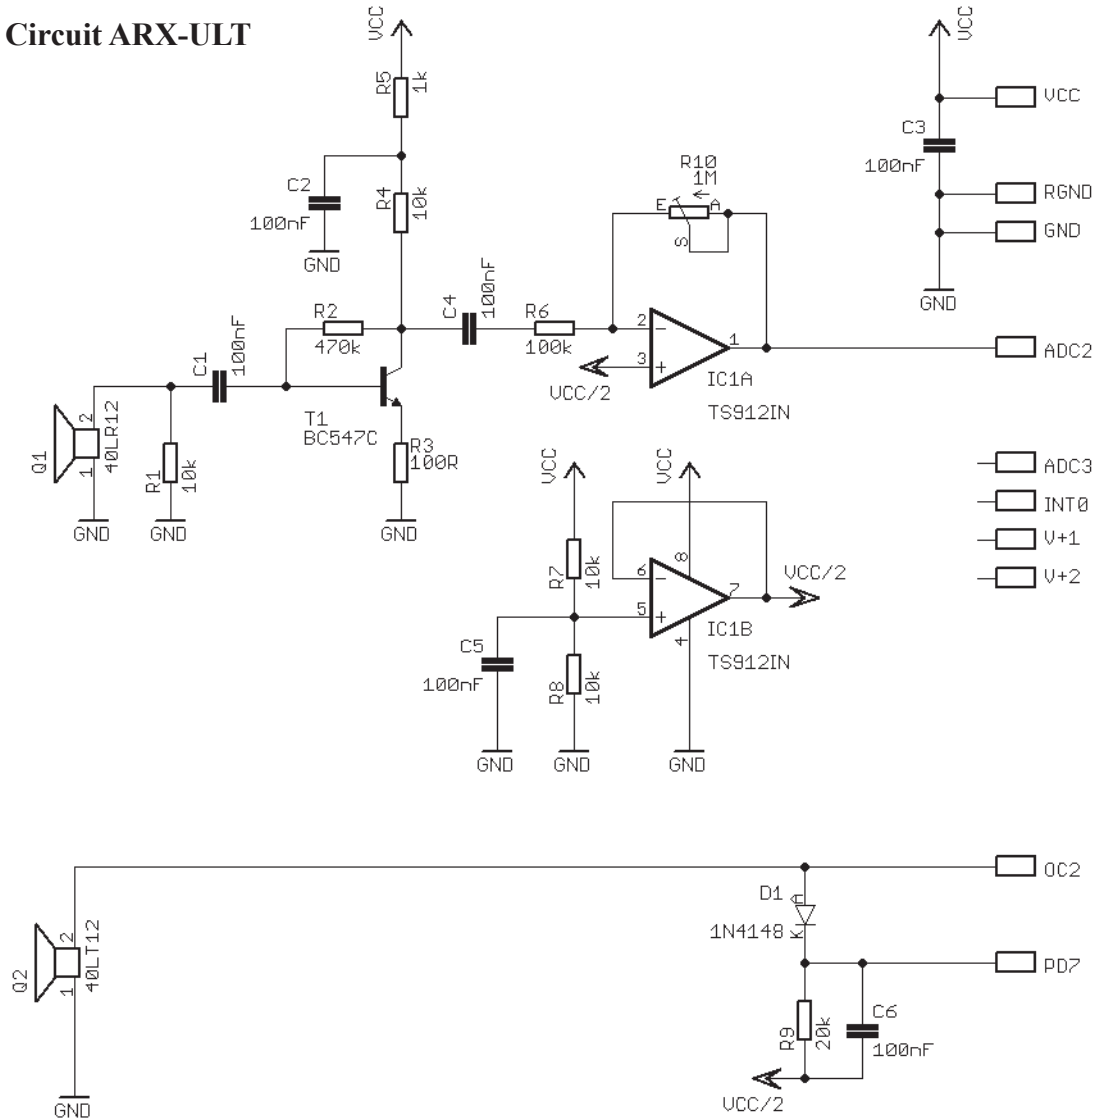 Circuit ARX-ULT
VCC
R5
1k
C2
100nF
GND
R4
10k
R2
470k
C1
100nF
Q1
40LR12
2
1
GND
R1
10k
GND
T1
BC547C
R3
100R
GND
C4
100nF
R6
100k
R10
1M
E
A
S
2
3
1
VCC/2
IC1A
TS912IN
VCC
C3
100nF
GND
VCC
RGND
GND
ADC2
ADC3
INT0
V+1
V+2
VCC
R7
10k
C5
100nF
GND
R8
10k
GND
VCC
8
6
5
7
4
VCC/2
IC1B
TS912IN
GND
Q2
40LT12
2
1
GND
OC2
D1
A
1N4148
K
PD7
R9
20k
C6
100nF
VCC/2